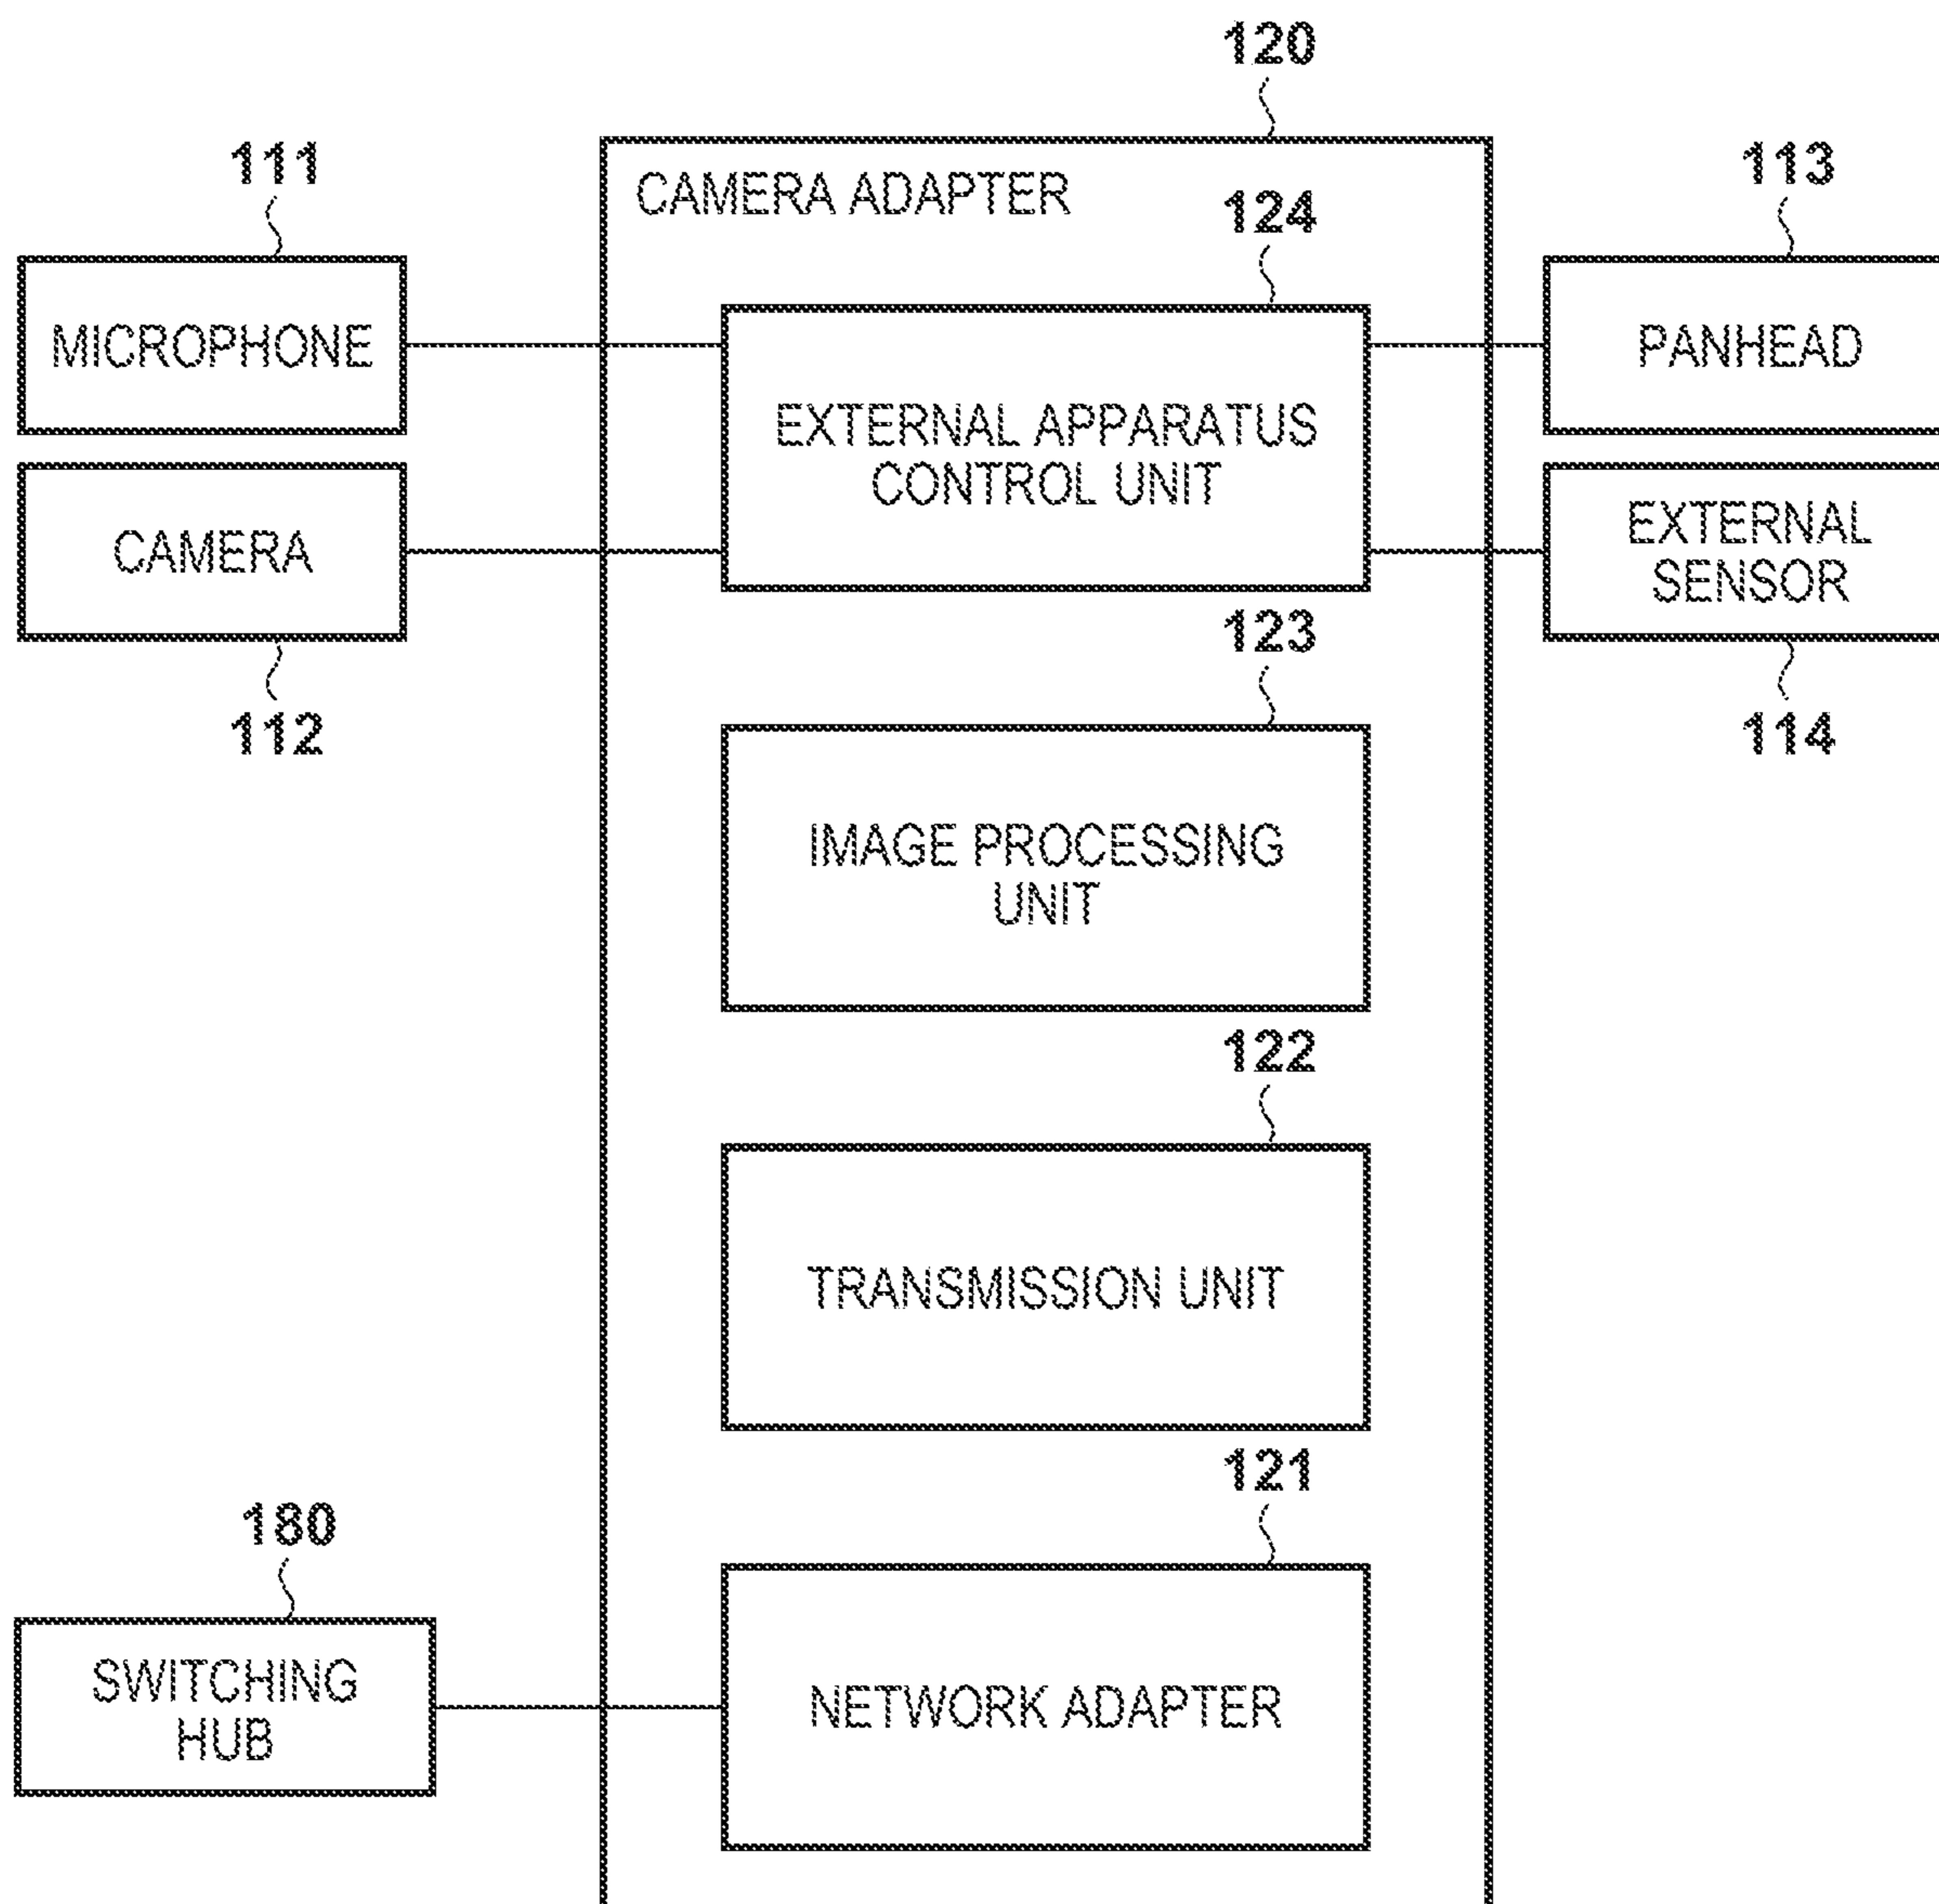 120
111
CAMERA ADAPTER
113
124
MICROPHONE
PANHEAD
EXTERNAL APPARATUS
CONTROL UNIT
CAMERA
EXTERNAL
SENSOR
123
112
114
IMAGE PROCESSING
UNIT
122
TRANSMISSION UNIT
121
180
SWITCHING
HUB
NETWORK ADAPTER